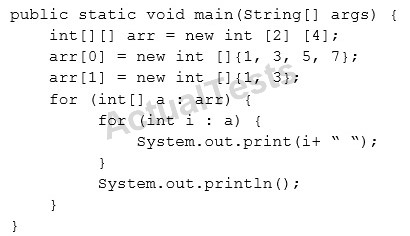 public static void main(String[] args) {
    int[][] arr = new int [2] [4];
    arr[0] = new int []{1, 3, 5, 7};
    arr[1] = new int []{1, 3};
    for (int[] a : arr) {
        for (int i : a) {
            System.out.print(i+ “ “);
        }
        System.out.println();
    }
}
ActualTests